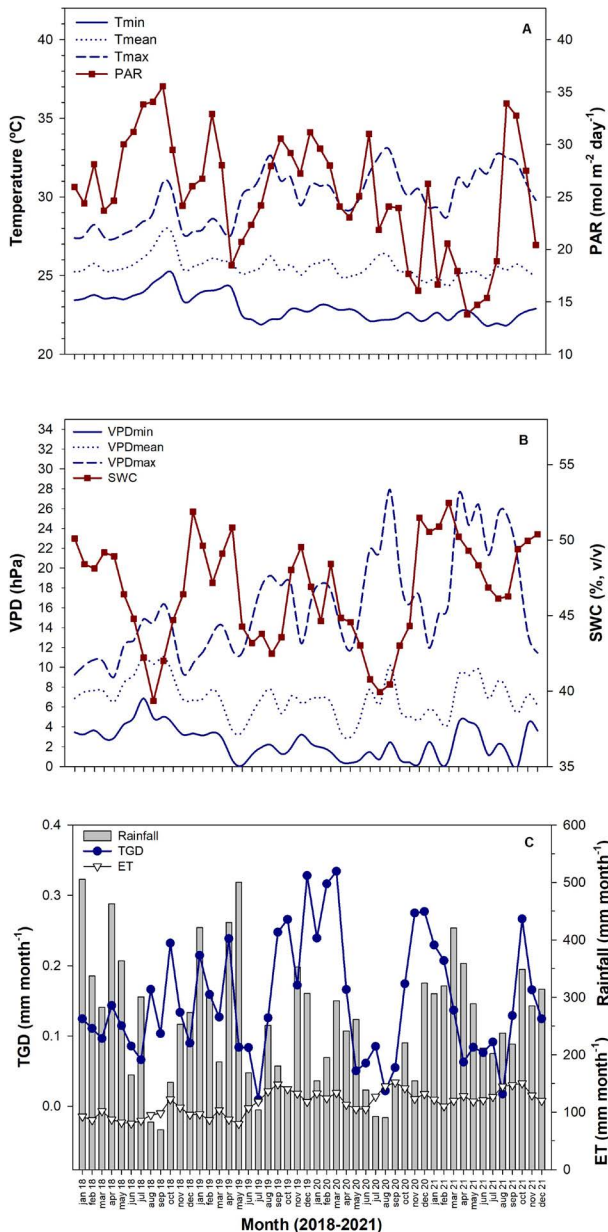 Tmin
Tmean
Tmax
PAR
A
40
35
30
25
20
Temperature (ºC)
40
35
30
25
20
15
10
PAR (mol m-2 day-1)
VPDmin
VPDmean
VPDmax
SWC
B
34
32
30
28
26
24
22
20
18
16
14
12
10
8
6
4
2
0
VPD (hPa)
55
50
45
40
35
SWC (%, v/v)
Rainfall
TGD
ET
C
0.4
0.3
0.2
0.1
0.0
TGD (mm month-1)
600
500
400
300
200
100
0
Rainfall (mm month-1)
ET (mm month-1)
jan 18
feb 18
mar 18
apr 18
may 18
jun 18
jul 18
aug 18
sep 18
oct 18
nov 18
dec 18
jan 19
feb 19
mar 19
apr 19
may 19
jun 19
jul 19
aug 19
sep 19
oct 19
nov 19
dec 19
jan 20
feb 20
mar 20
apr 20
may 20
jun 20
jul 20
aug 20
sep 20
oct 20
nov 20
dec 20
jan 21
feb 21
mar 21
apr 21
may 21
jun 21
jul 21
aug 21
sep 21
oct 21
nov 21
dec 21
Month (2018-2021)